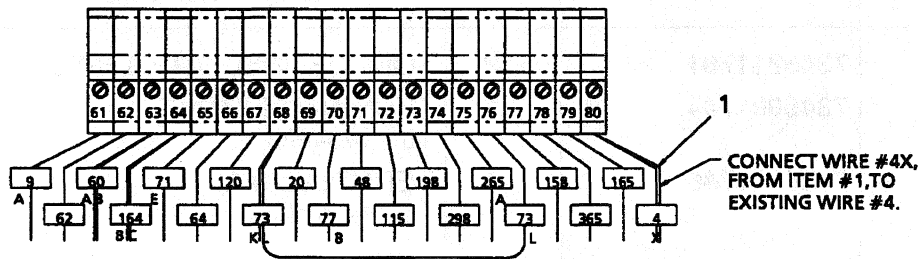 1
61 62 63 64 65 66 67 68 69 70 71 72 73 74 75 76 77 78 79 80
CONNECT WIRE #4X,
FROM ITEM #1,TO
EXISTING WIRE #4.
9 60 71 120 20 48 198 265 158 165
A A B E A
62 164 64 73 77 115 298 73 365 4
B C K L B L X